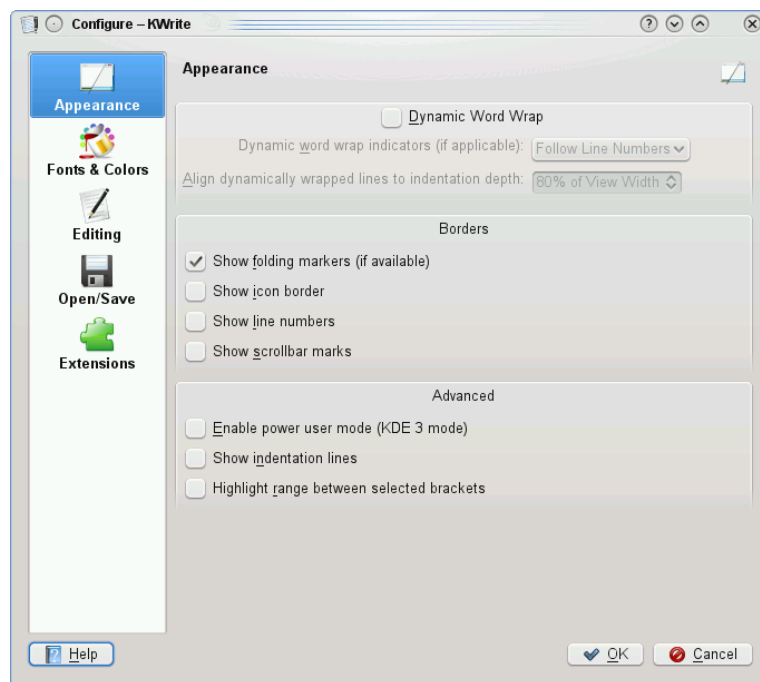 Configure – KWrite
Appearance
Fonts & Colors
Editing
Open/Save
Extensions
Appearance
Dynamic Word Wrap
Dynamic word wrap indicators (if applicable): Follow Line Numbers
Align dynamically wrapped lines to indentation depth: 80% of View Width
Borders
Show folding markers (if available)
Show icon border
Show line numbers
Show scrollbar marks
Advanced
Enable power user mode (KDE 3 mode)
Show indentation lines
Highlight range between selected brackets
Help
OK
Cancel